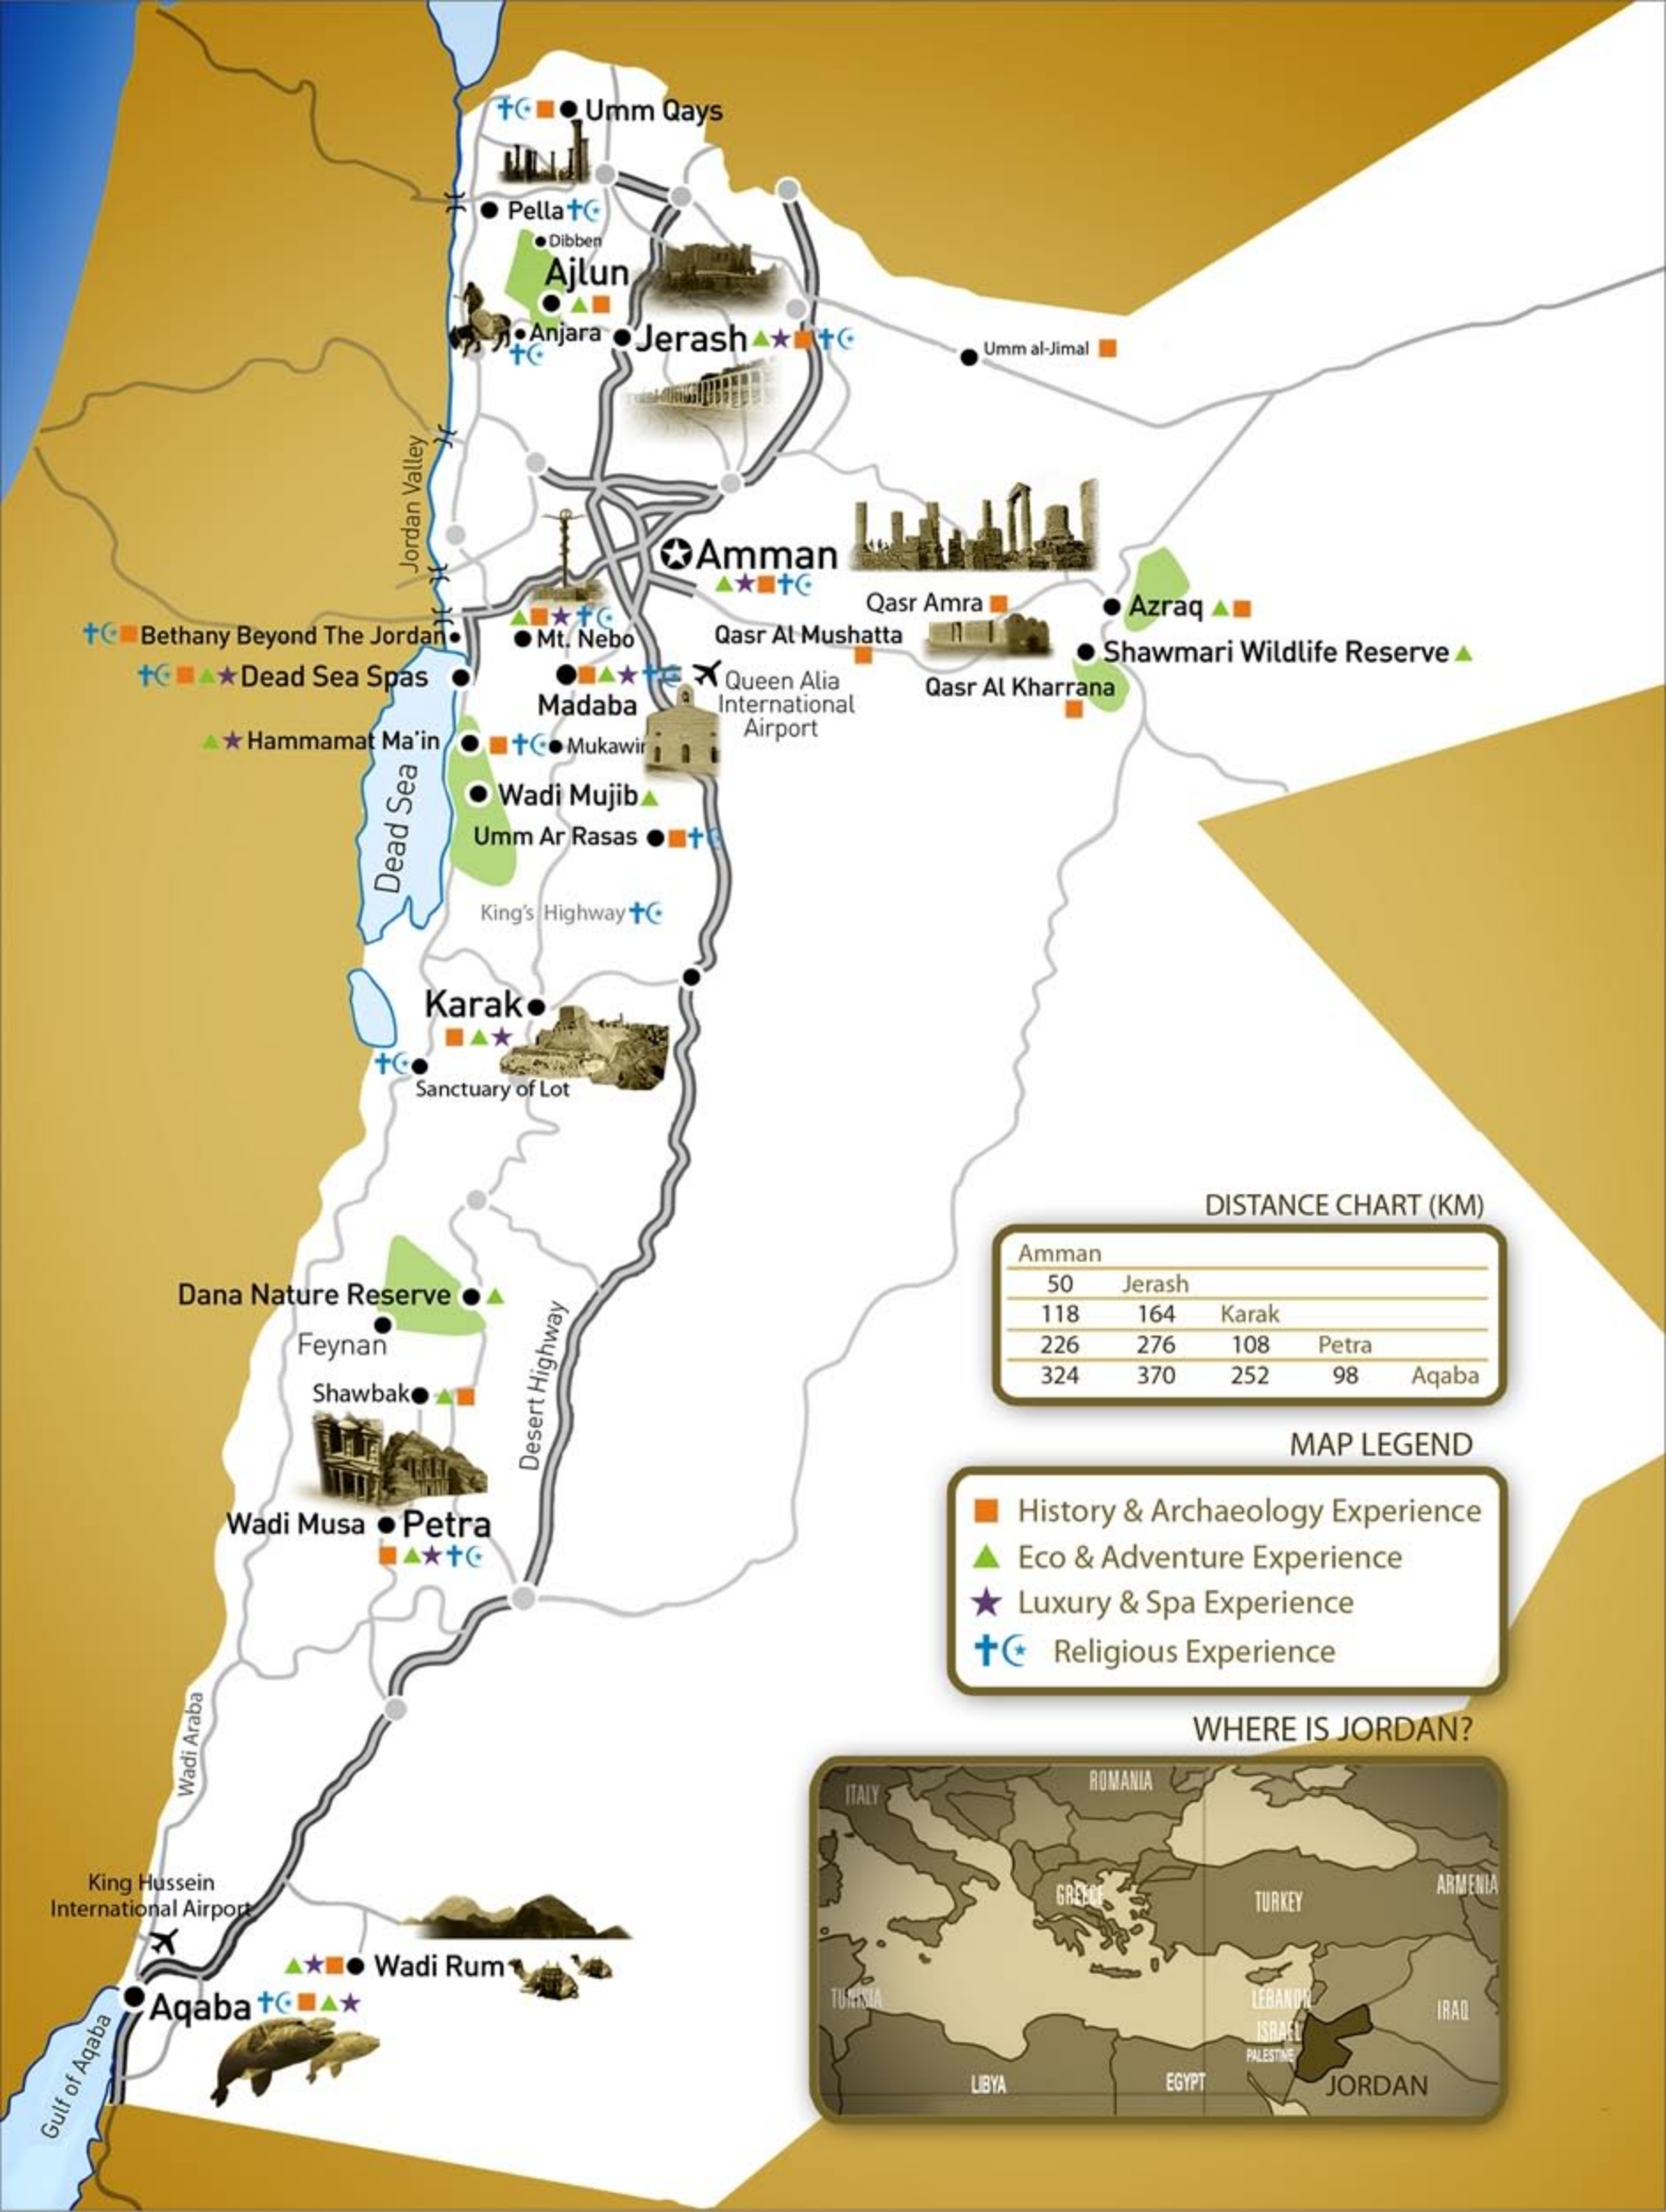 Umm Qays
Pella
Dibben
Ajlun
Anjara
Jerash
Umm al-Jimal
Jordan Valley
Amman
Qasr Amra
Azraq
Bethany Beyond The Jordan
Mt. Nebo
Qasr Al Mushatta
Shawmari Wildlife Reserve
Dead Sea Spas
Madaba
Queen Alia
International
Airport
Qasr Al Kharrana
Hammamat Ma'in
Mukawir
Dead Sea
Wadi Mujib
Umm Ar Rasas
King's Highway
Karak
Sanctuary of Lot
Dana Nature Reserve
Feynan
Desert Highway
Shawbak
Wadi Musa
Petra
Wadi Araba
King Hussein
International Airport
Wadi Rum
Aqaba
Gulf of Aqaba
DISTANCE CHART (KM)
Amman
50 Jerash
118 164 Karak
226 276 108 Petra
324 370 252 98 Aqaba
MAP LEGEND
History & Archaeology Experience
Eco & Adventure Experience
Luxury & Spa Experience
Religious Experience
WHERE IS JORDAN?
ITALY
ROMANIA
GREECE
TURKEY
ARMENIA
TUNISIA
LEBANON
ISRAEL
PALESTINE
IRAQ
LIBYA
EGYPT
JORDAN